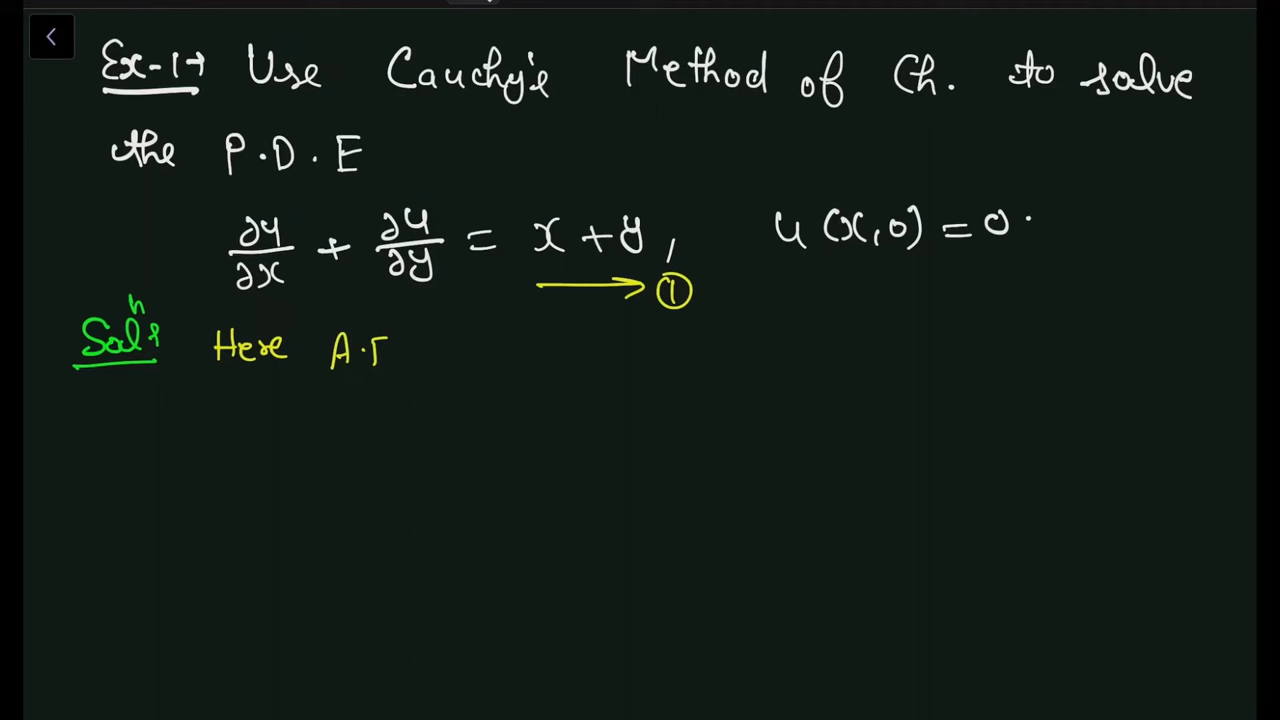 Ex-1→ Use Cauchy's Method of Ch. to solve
the P.D.E
∂u/∂x + ∂u/∂y = x + y, u(x,0) = 0.
→ ①
Solⁿ: Here A.